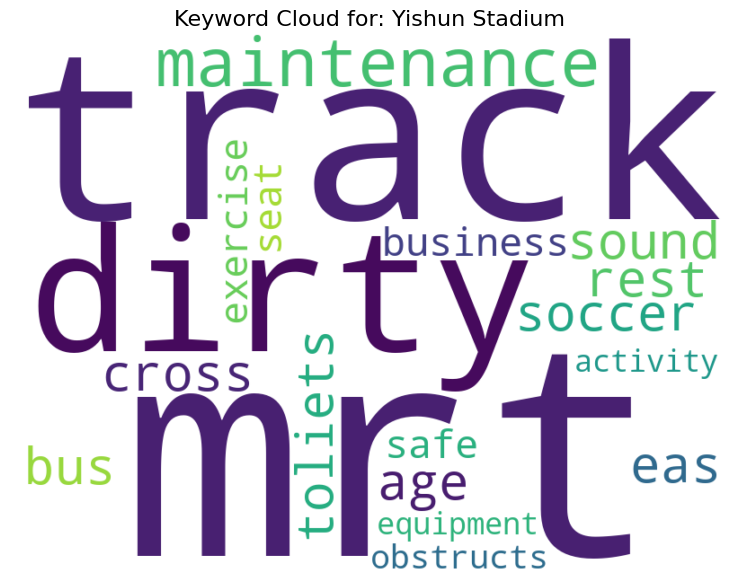 Keyword Cloud for: Yishun Stadium
maintenance
track
exercise
seat
dirty
business
sound
rest
soccer
cross
activity
mrt
toliets
bus
safe
age
eas
equipment
obstructs